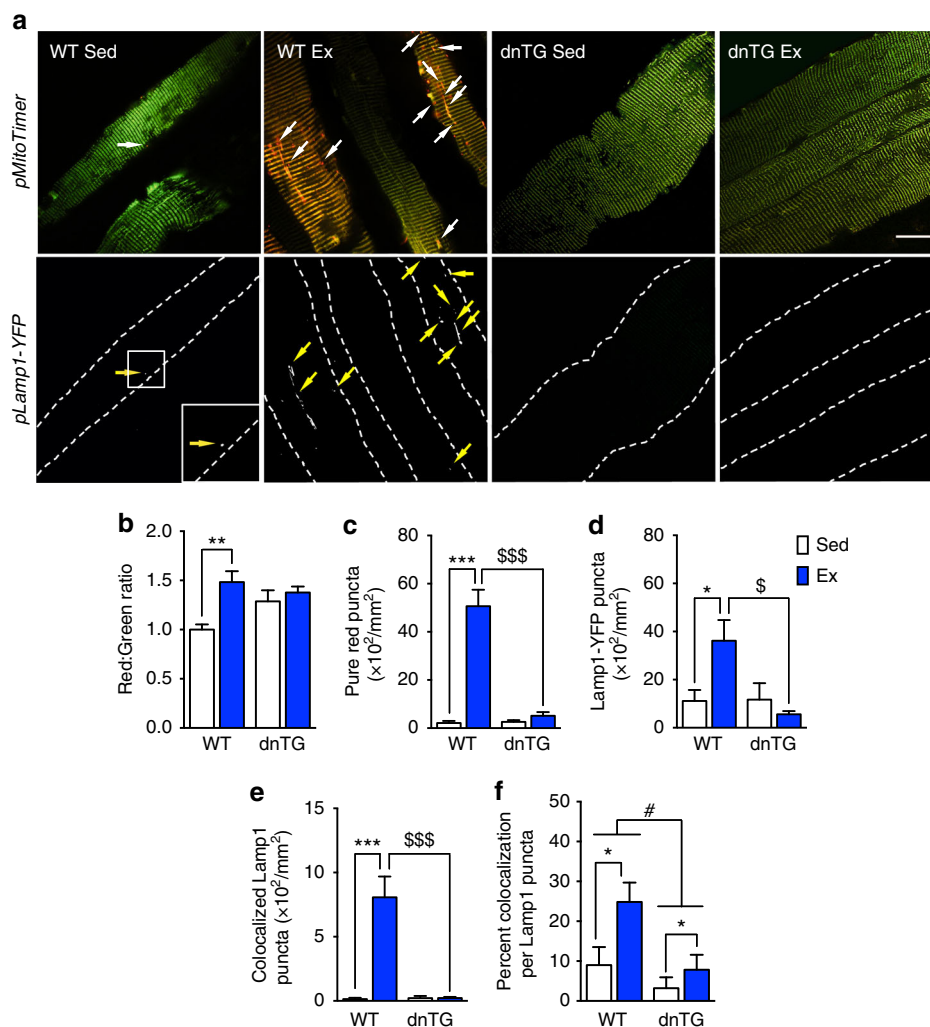 a
WT Sed
WT Ex
dnTG Sed
dnTG Ex
pMitoTimer
pLamp1-YFP
b
Red:Green ratio
2.0
1.5
1.0
0.5
0.0
**
WT
dnTG
c
Pure red puncta
(×10²/mm²)
80
60
40
20
0
***
$$$
WT
dnTG
d
Lamp1-YFP puncta
(×10²/mm²)
80
60
40
20
0
*
$
WT
dnTG
Sed
Ex
e
Colocalized Lamp1
puncta (×10²/mm²)
15
10
5
0
***
$$$
WT
dnTG
f
Percent colocalization
per Lamp1 puncta
50
40
30
20
10
0
#
*
*
WT
dnTG